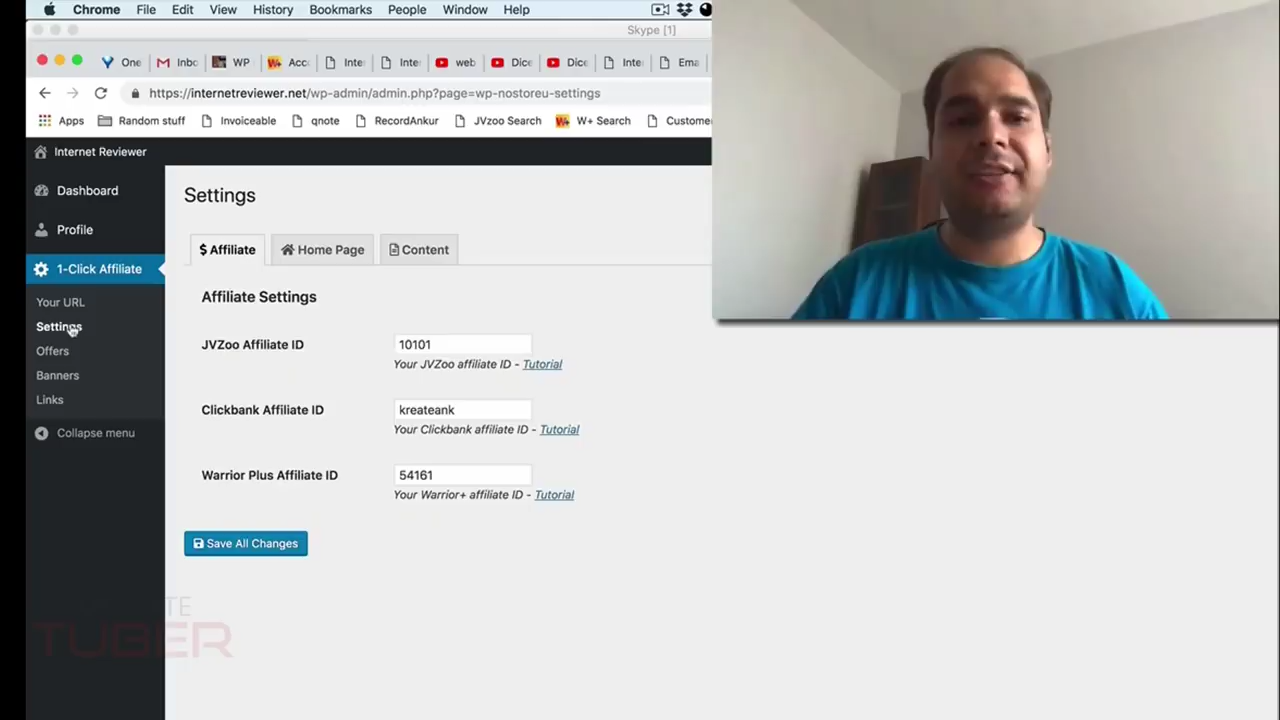 Chrome File Edit View History Bookmarks People Window Help
Skype [1]
One Inbo WP Acc Inte Inte web Dice Dice Inte Ema
https://internetreviewer.net/wp-admin/admin.php?page=wp-nostoreu-settings
Apps Random stuff Invoiceable qnote RecordAnkur JVzoo Search W+ Search Custome
Internet Reviewer
Dashboard
Profile
1-Click Affiliate
Your URL
Settings
Offers
Banners
Links
Collapse menu
Settings
$ Affiliate Home Page Content
Affiliate Settings
JVZoo Affiliate ID 10101
Your JVZoo affiliate ID - Tutorial
Clickbank Affiliate ID kreateank
Your Clickbank affiliate ID - Tutorial
Warrior Plus Affiliate ID 54161
Your Warrior+ affiliate ID - Tutorial
Save All Changes
TUBER